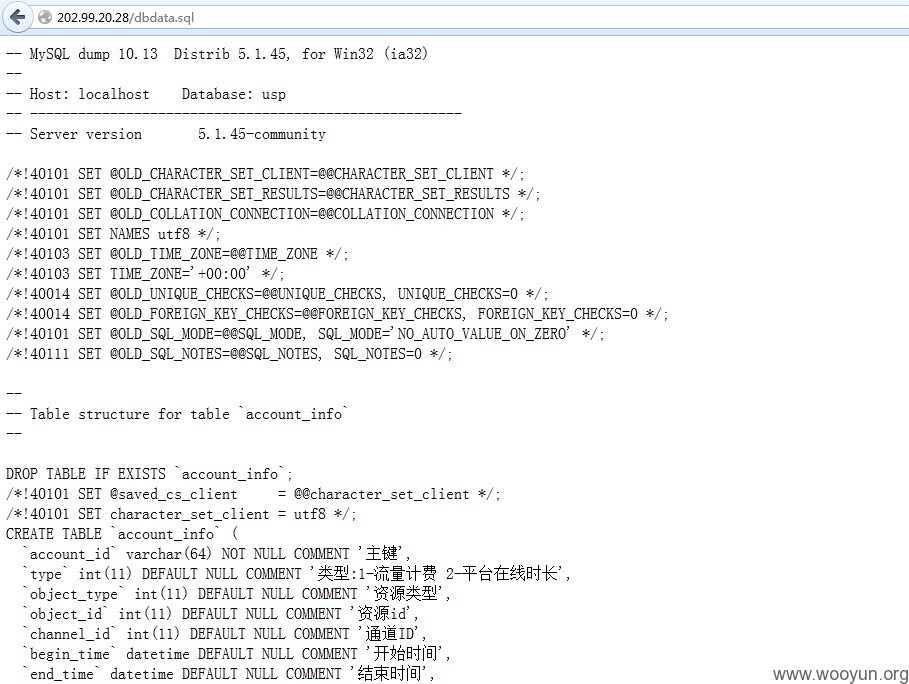 202.99.20.28/dbdata.sql
-- MySQL dump 10.13  Distrib 5.1.45, for Win32 (ia32)
--
-- Host: localhost    Database: usp
-- ------------------------------------------------------
-- Server version       5.1.45-community
/*!40101 SET @OLD_CHARACTER_SET_CLIENT=@@CHARACTER_SET_CLIENT */;
/*!40101 SET @OLD_CHARACTER_SET_RESULTS=@@CHARACTER_SET_RESULTS */;
/*!40101 SET @OLD_COLLATION_CONNECTION=@@COLLATION_CONNECTION */;
/*!40101 SET NAMES utf8 */;
/*!40103 SET @OLD_TIME_ZONE=@@TIME_ZONE */;
/*!40103 SET TIME_ZONE='+00:00' */;
/*!40014 SET @OLD_UNIQUE_CHECKS=@@UNIQUE_CHECKS, UNIQUE_CHECKS=0 */;
/*!40014 SET @OLD_FOREIGN_KEY_CHECKS=@@FOREIGN_KEY_CHECKS, FOREIGN_KEY_CHECKS=0 */;
/*!40101 SET @OLD_SQL_MODE=@@SQL_MODE, SQL_MODE='NO_AUTO_VALUE_ON_ZERO' */;
/*!40111 SET @OLD_SQL_NOTES=@@SQL_NOTES, SQL_NOTES=0 */;
--
-- Table structure for table `account_info`
--
DROP TABLE IF EXISTS `account_info`;
/*!40101 SET @saved_cs_client     = @@character_set_client */;
/*!40101 SET character_set_client = utf8 */;
CREATE TABLE `account_info` (
  `account_id` varchar(64) NOT NULL COMMENT '主键',
  `type` int(11) DEFAULT NULL COMMENT '类型:1-流量计费 2-平台在线时长',
  `object_type` int(11) DEFAULT NULL COMMENT '资源类型',
  `object_id` int(11) DEFAULT NULL COMMENT '资源id',
  `channel_id` int(11) DEFAULT NULL COMMENT '通道ID',
  `begin_time` datetime DEFAULT NULL COMMENT '开始时间',
  `end_time` datetime DEFAULT NULL COMMENT '结束时间',
www.wooyun.org